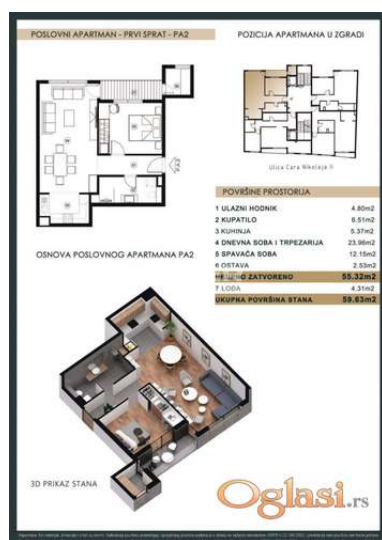 POSLOVNI APARTMAN - PRVI SPRAT - PA2
POZICIJA APARTMANA U ZGRADI
Ulica Cara Nikolaja II
POVRŠINE PROSTORIJA
1 ULAZNI HODNIK 4.80m2
2 KUPATILO 6.51m2
3 KUHINJA 5.37m2
4 DNEVNA SOBA I TRPEZARIJA 23.96m2
5 SPAVAĆA SOBA 12.15m2
6 OSTAVA 2.53m2
55.32m2
7 LOĐA 4.31m2
UKUPNA POVRŠINA STANA 59.63m2
OSNOVA POSLOVNOG APARTMANA PA2
3D PRIKAZ STANA
Oglasi.rs